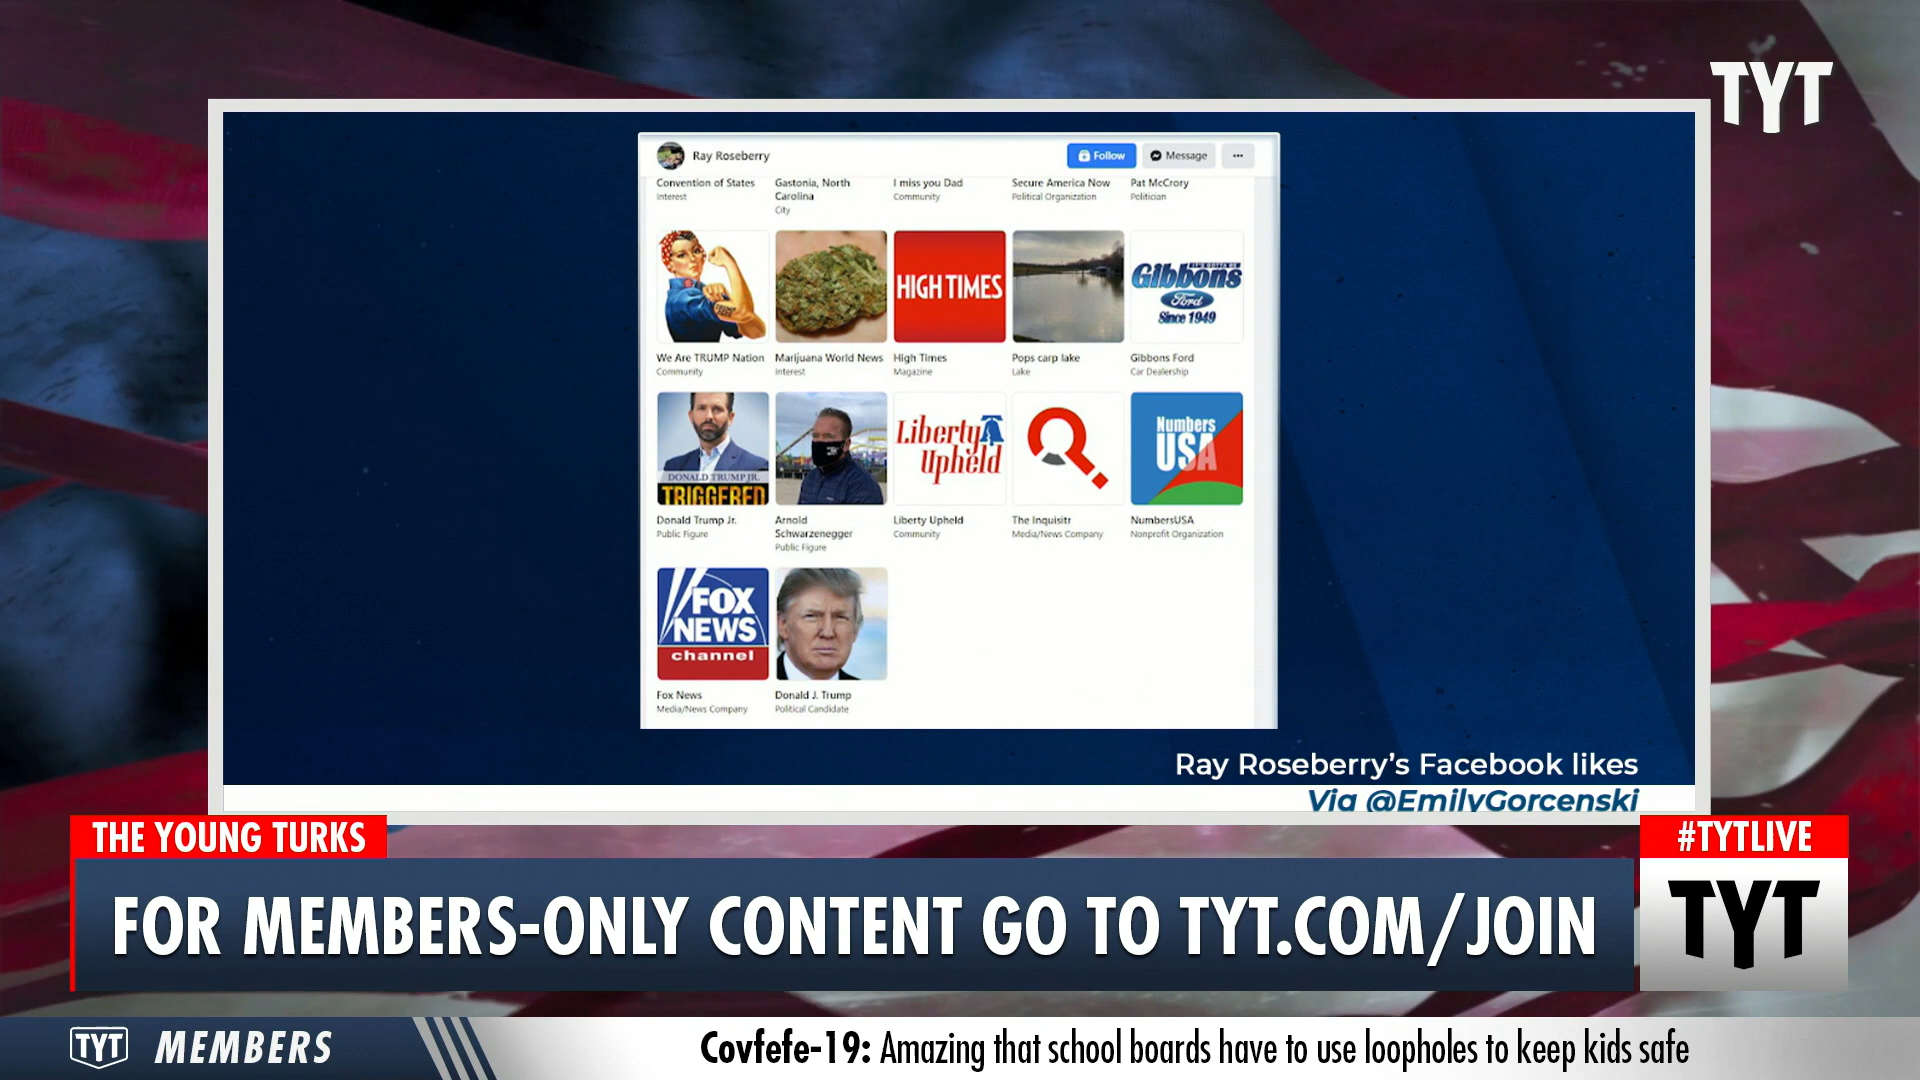 TYT
Ray Roseberry
Follow
Message
Convention of States
Interest
Gastonia, North
Carolina
City
I miss you Dad
Community
Secure America Now
Political Organization
Pat McCrory
Politician
HIGH TIMES
IT'S GOTTA BE
Gibbons
Ford
Since 1949
We Are TRUMP Nation
Community
Marijuana World News
Interest
High Times
Magazine
Pops carp lake
Lake
Gibbons Ford
Car Dealership
DONALD TRUMP JR.
TRIGGERED
Liberty
Upheld
Numbers
USA
Donald Trump Jr.
Public Figure
Arnold
Schwarzenegger
Public Figure
Liberty Upheld
Community
The Inquisitr
Media/News Company
NumbersUSA
Nonprofit Organization
FOX
NEWS
channel
Fox News
Media/News Company
Donald J. Trump
Political Candidate
Ray Roseberry’s Facebook likes
Via @EmilyGorcenski
THE YOUNG TURKS
#TYTLIVE
FOR MEMBERS-ONLY CONTENT GO TO TYT.COM/JOIN
TYT
TYT MEMBERS
Covfefe-19: Amazing that school boards have to use loopholes to keep kids safe